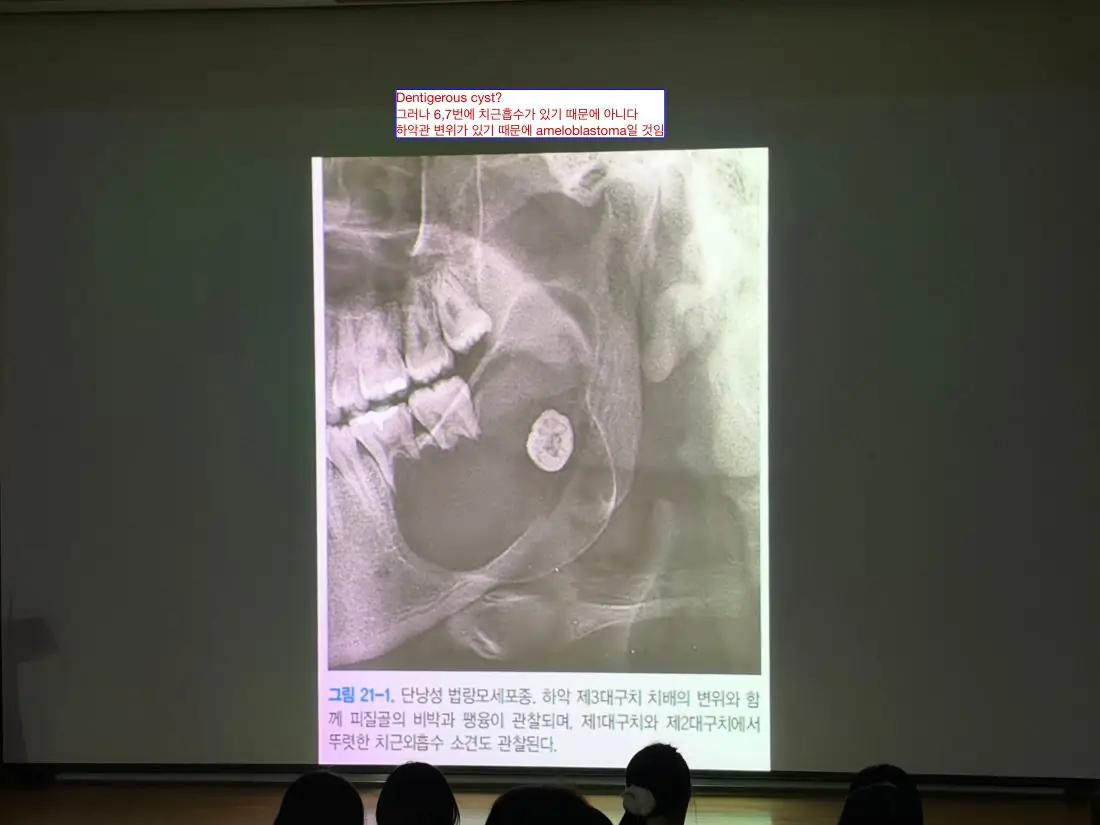 Dentigerous cyst?
그러나 6,7번에 치근흡수가 있기 때문에 아니다
하악관 변위가 있기 때문에 ameloblastoma일 것임
그림 21-1. 단낭성 법랑모세포종. 하악 제3대구치 치배의 변위와 함
께 피질골의 비박과 팽융이 관찰되며, 제1대구치와 제2대구치에서
뚜렷한 치근외흡수 소견도 관찰된다.